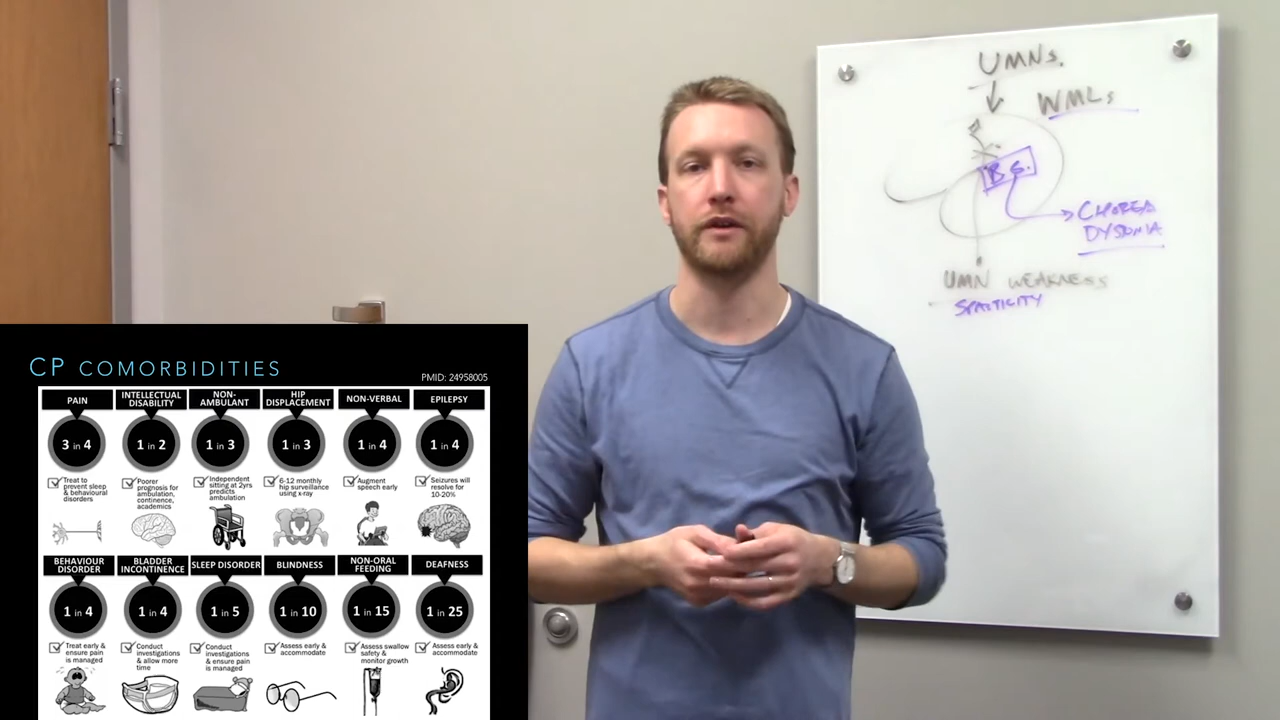 UMNs.
WMLs
B.G.
CHOREA
DYSONIA
UMN WEAKNESS
SPASTICITY
CP COMORBIDITIES
PMID: 24958005
PAIN
INTELLECTUAL
DISABILITY
NON-
AMBULANT
HIP
DISPLACEMENT
NON-VERBAL
EPILEPSY
3 in 4
1 in 2
1 in 3
1 in 3
1 in 4
1 in 4
Treat to
prevent sleep
& behavioural
disorders
Poorer
prognosis for
ambulation,
continence,
academics
Independent
sitting at 2yrs
predicts
ambulation
6-12 monthly
hip surveillance
using x-ray
Augment
speech early
Seizures will
resolve for
10-20%
BEHAVIOUR
DISORDER
BLADDER
INCONTINENCE
SLEEP DISORDER
BLINDNESS
NON-ORAL
FEEDING
DEAFNESS
1 in 4
1 in 4
1 in 5
1 in 10
1 in 15
1 in 25
Treat early &
ensure pain
is managed
Conduct
investigations
& allow more
time
Conduct
investigations
& ensure pain
is managed
Assess early &
accommodate
Assess swallow
safety &
monitor growth
Assess early &
accommodate